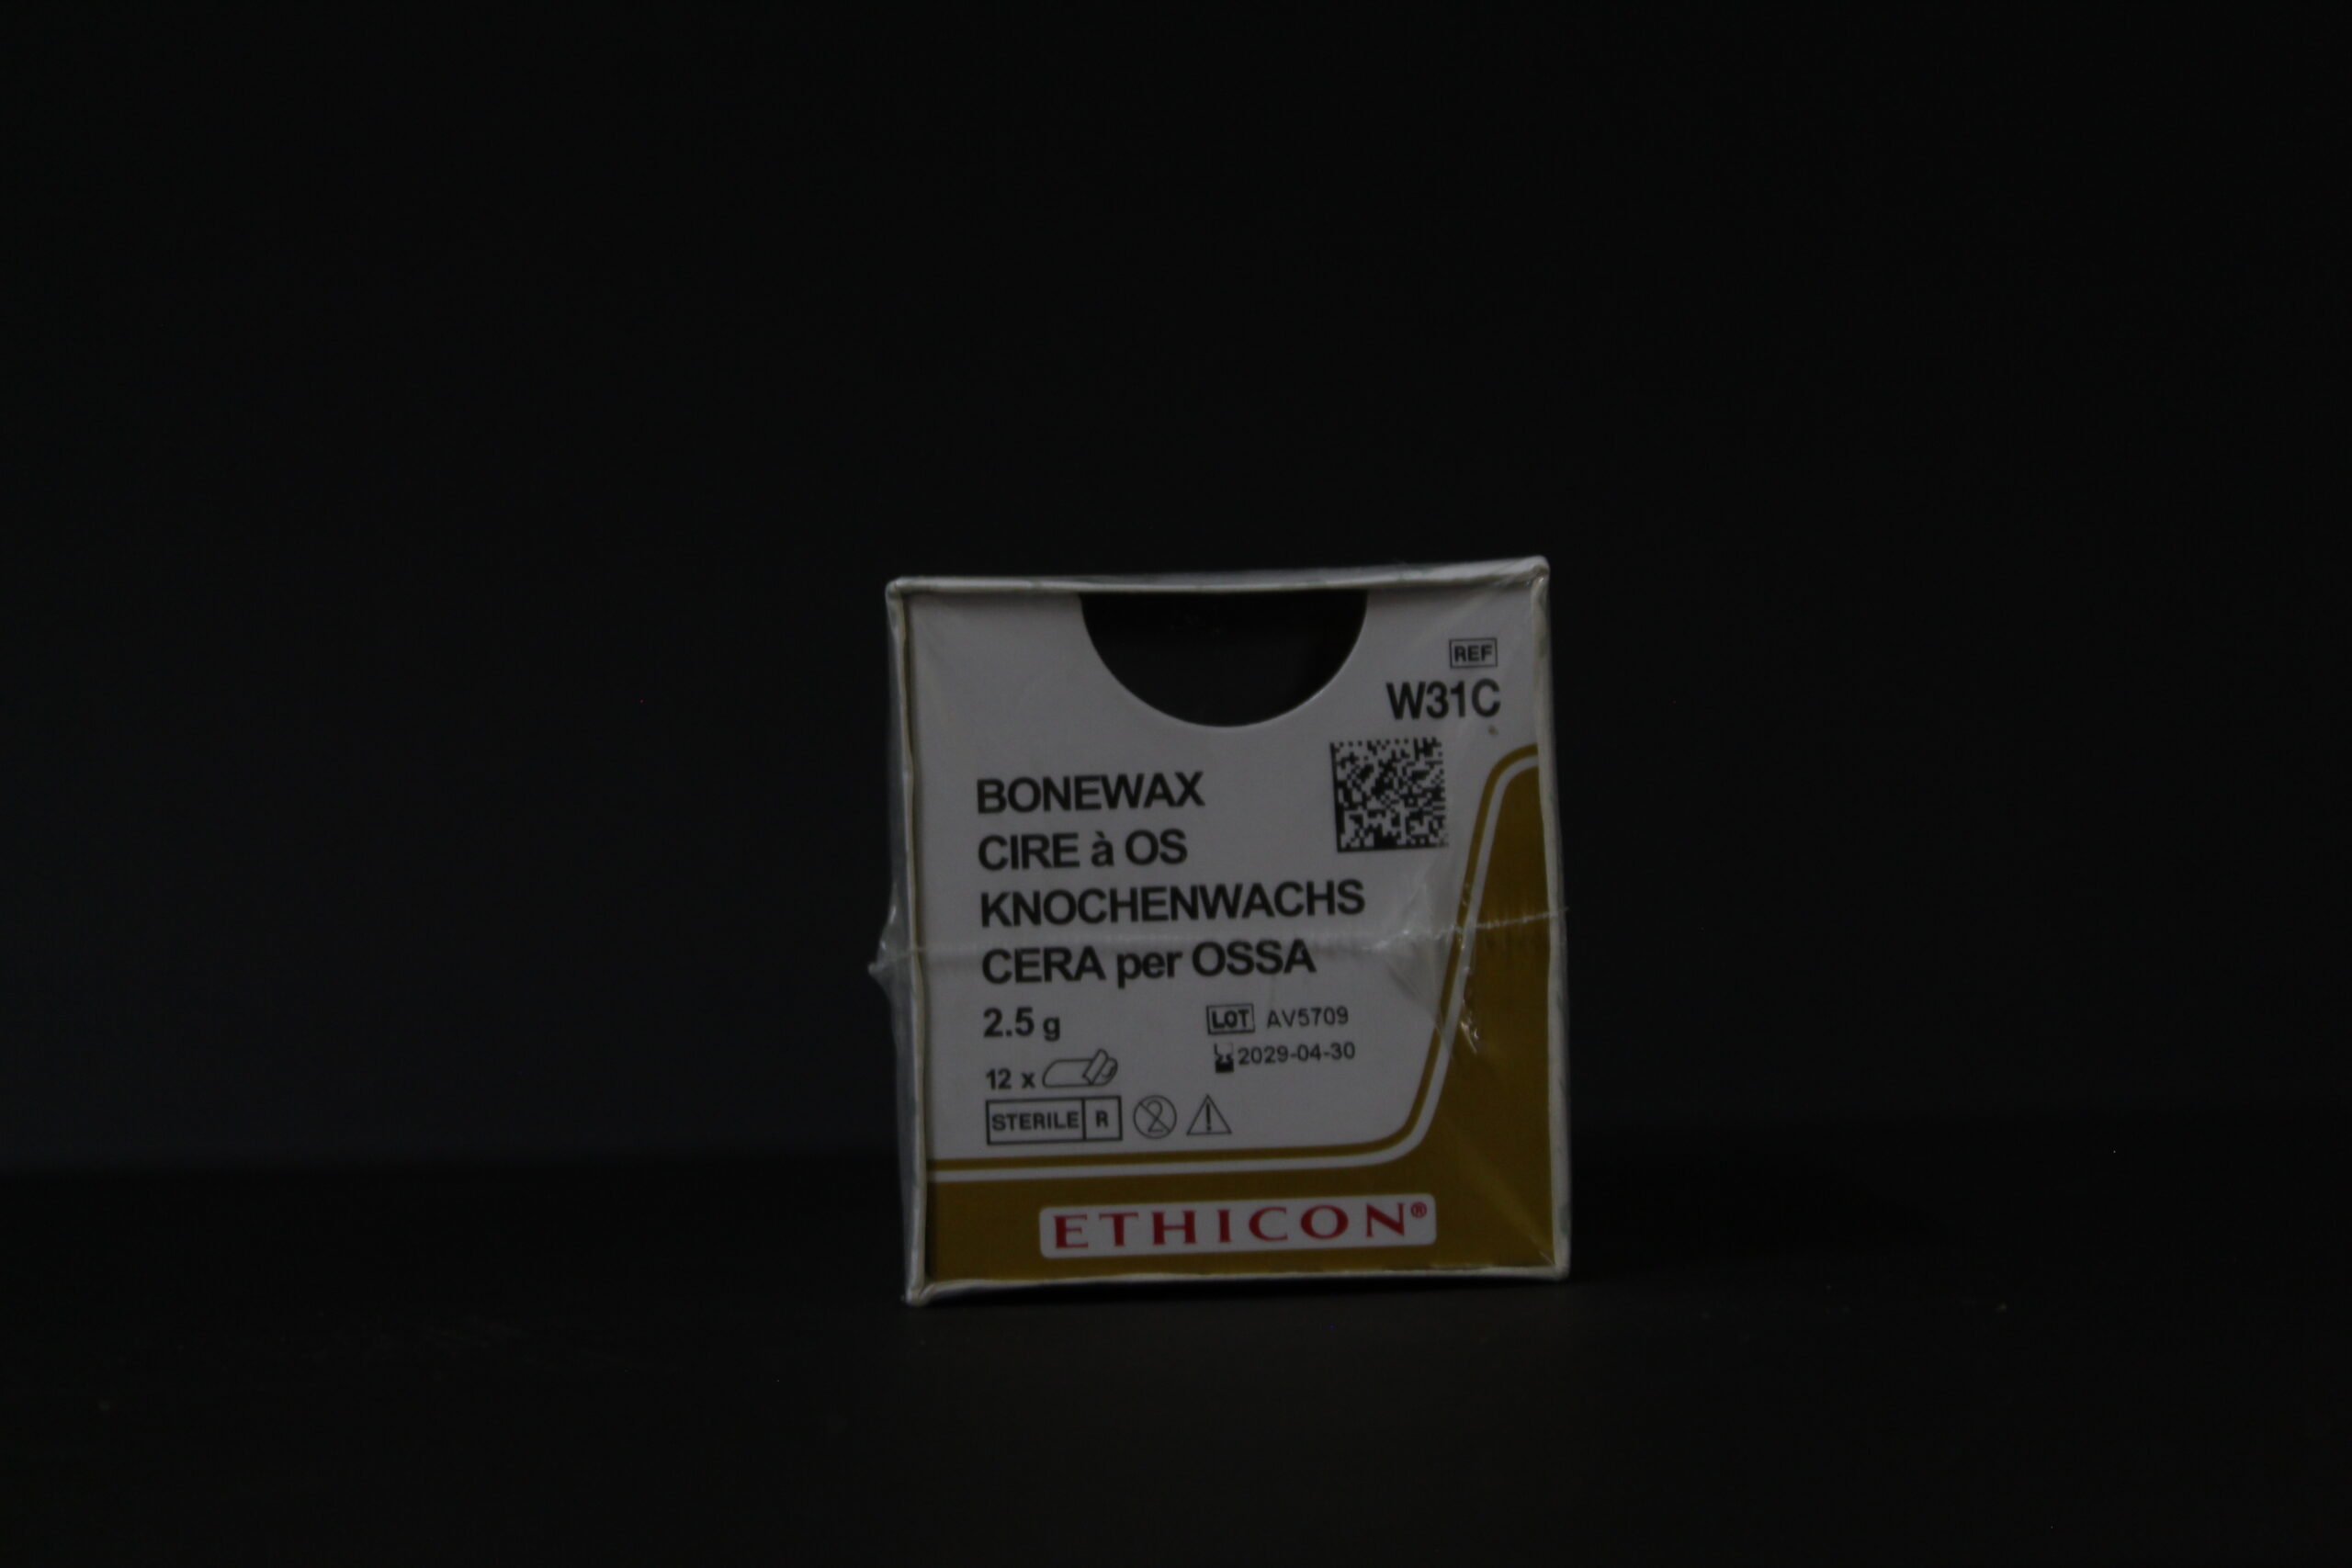 REF
W31C
BONEWAX
CIRE à OS
KNOCHENWACHS
CERA per OSSA
2.5 g
LOT AV5709
2029-04-30
12 x
STERILE R
2
ETHICON®